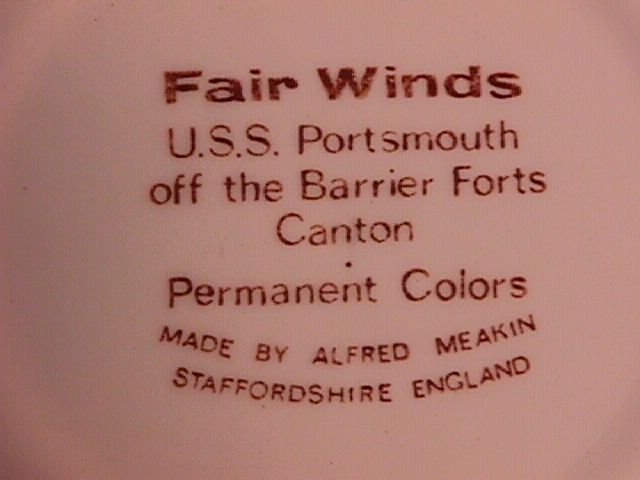 Fair Winds
U.S.S. Portsmouth
off the Barrier Forts
Canton
Permanent Colors
MADE BY ALFRED MEAKIN
STAFFORDSHIRE ENGLAND